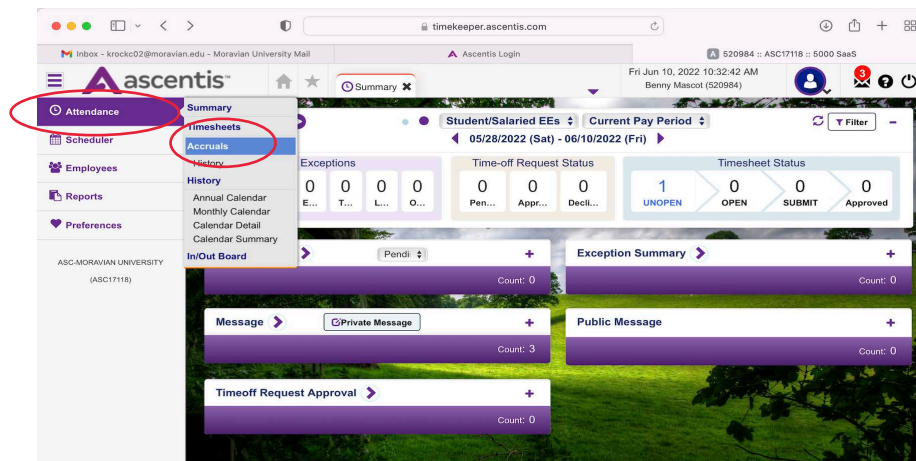 timekeeper.ascentis.com
Inbox - krockc02@moravian.edu - Moravian University Mail
Ascentis Login
520984 :: ASC17118 :: 5000 SaaS
ascentis™
Summary
Fri Jun 10, 2022 10:32:42 AM
Benny Mascot (520984)
3
Attendance
Scheduler
Employees
Reports
Preferences
ASC-MORAVIAN UNIVERSITY
(ASC17118)
Summary
Timesheets
Accruals
History
History
Annual Calendar
Monthly Calendar
Calendar Detail
Calendar Summary
In/Out Board
Student/Salaried EEs
Current Pay Period
Filter
05/28/2022 (Sat) - 06/10/2022 (Fri)
Exceptions
0 0 0 0
E... T... L... O...
Time-off Request Status
0 0 0
Pen... Appr... Decli...
Timesheet Status
1 0 0 0
UNOPEN OPEN SUBMIT Approved
Pendi
Count: 0
Exception Summary
Count: 0
Message
Private Message
Count: 3
Public Message
Count: 0
Timeoff Request Approval
Count: 0